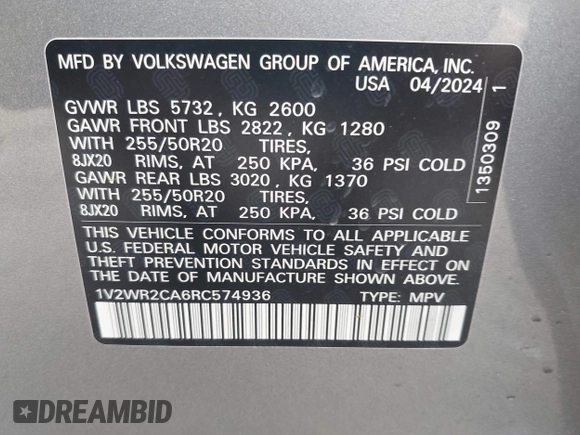 MFD BY VOLKSWAGEN GROUP OF AMERICA, INC.
USA 04/2024
GVWR LBS 5732, KG 2600
GAWR FRONT LBS 2822, KG 1280
WITH 255/50R20 TIRES,
8JX20 RIMS, AT 250 KPA, 36 PSI COLD
GAWR REAR LBS 3020, KG 1370
WITH 255/50R20 TIRES,
8JX20 RIMS, AT 250 KPA, 36 PSI COLD
THIS VEHICLE CONFORMS TO ALL APPLICABLE
U.S. FEDERAL MOTOR VEHICLE SAFETY AND
THEFT PREVENTION STANDARDS IN EFFECT
ON THE DATE OF MANUFACTURE SHOWN ABOVE.
1V2WR2CA6RC574936 TYPE: MPV
1350309 1
DREAMBID